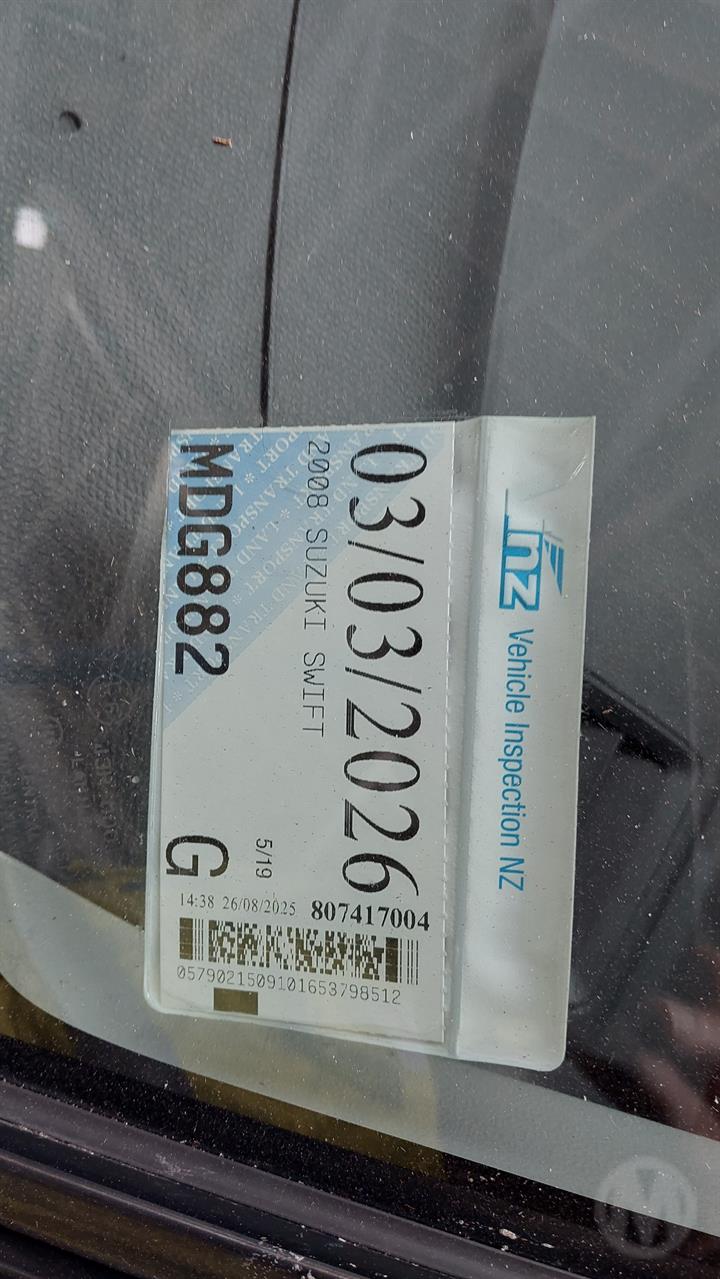 nz Vehicle Inspection NZ
03/03/2026
2008 SUZUKI SWIFT
MDG882
G
5/19
14:38 26/08/2025 807417004
0579021509101653798512
M